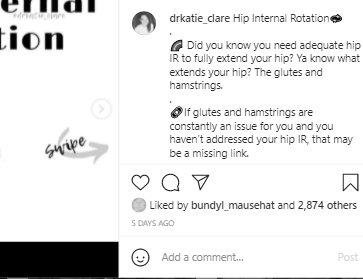 ernal
drkatie_clare
tion
swipe
drkatie_clare Hip Internal Rotation
.
Did you know you need adequate hip
IR to fully extend your hip? Ya know what
extends your hip? The glutes and
hamstrings.
.
If glutes and hamstrings are
constantly an issue for you and you
haven't addressed your hip IR, that may
be a missing link.
Liked by bundyl_mausehat and 2,874 others
5 DAYS AGO
Add a comment...
Post